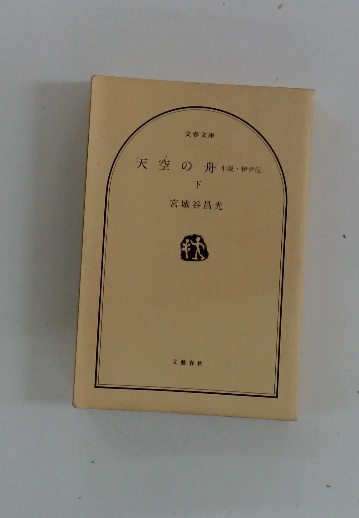 文春文庫
天空の舟 小説・伊尹伝
下
宮城谷昌光
文藝春秋